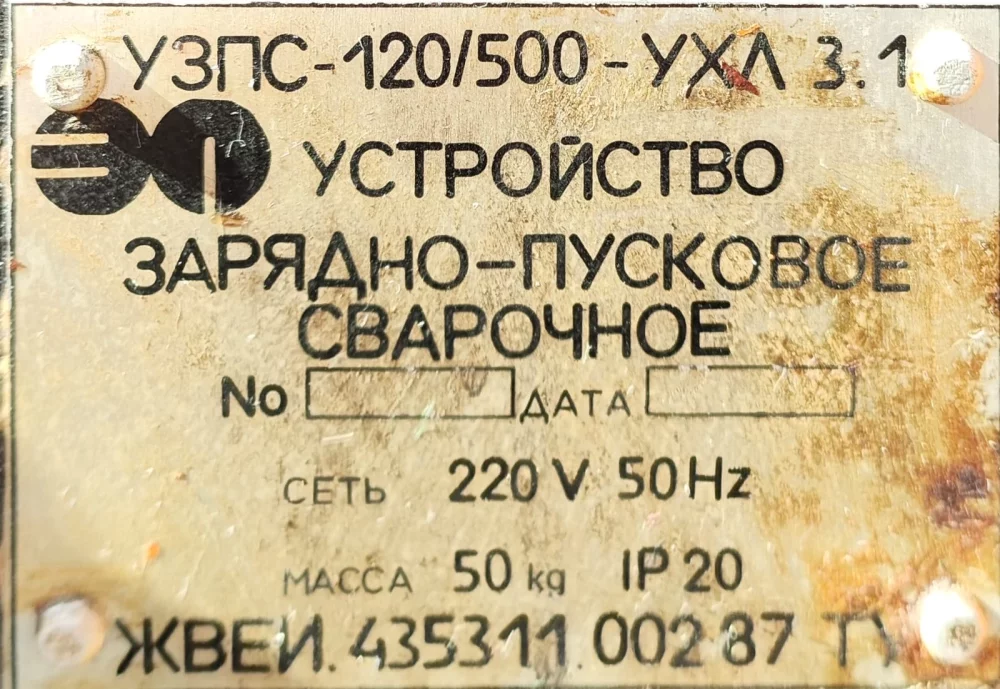 УЗПС-120/500-УХЛ 3.1
ЭП УСТРОЙСТВО
ЗАРЯДНО-ПУСКОВОЕ
СВАРОЧНОЕ
No ДАТА
СЕТЬ 220 V 50 Hz
МАССА 50 kg IP 20
ЖВЕИ.435311.002 87 ТУ